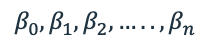 β₀, β₁, β₂, ....., βₙ